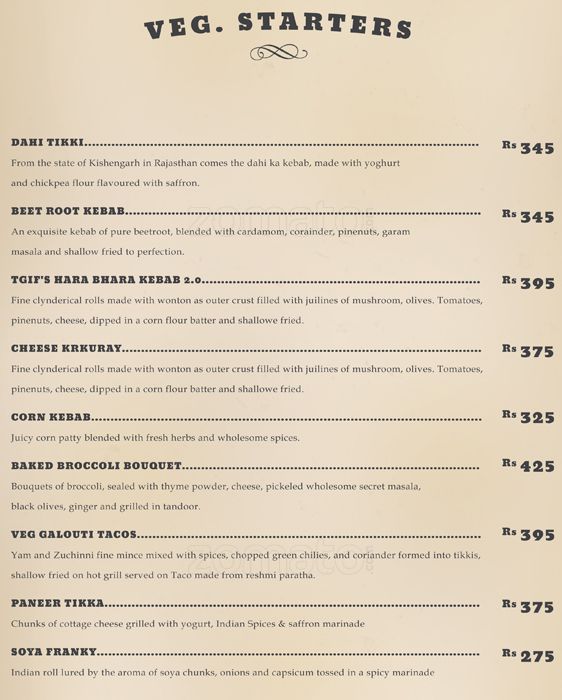 VEG. STARTERS
DAHI TIKKI Rs 345
From the state of Kishengarh in Rajasthan comes the dahi ka kebab, made with yoghurt
and chickpea flour flavoured with saffron.
BEET ROOT KEBAB Rs 345
An exquisite kebab of pure beetroot, blended with cardamom, corainder, pinenuts, garam
masala and shallow fried to perfection.
TGIF'S HARA BHARA KEBAB 2.0 Rs 395
Fine clynderical rolls made with wonton as outer crust filled with juilines of mushroom, olives. Tomatoes,
pinenuts, cheese, dipped in a corn flour batter and shallowe fried.
CHEESE KRKURAY Rs 375
Fine clynderical rolls made with wonton as outer crust filled with juilines of mushroom, olives. Tomatoes,
pinenuts, cheese, dipped in a corn flour batter and shallowe fried.
CORN KEBAB Rs 325
Juicy corn patty blended with fresh herbs and wholesome spices.
BAKED BROCCOLI BOUQUET Rs 425
Bouquets of broccoli, sealed with thyme powder, cheese, pickeled wholesome secret masala,
black olives, ginger and grilled in tandoor.
VEG GALOUTI TACOS Rs 395
Yam and Zuchinni fine mince mixed with spices, chopped green chilies, and coriander formed into tikkis,
shallow fried on hot grill served on Taco made from reshmi paratha.
PANEER TIKKA Rs 375
Chunks of cottage cheese grilled with yogurt, Indian Spices & saffron marinade
SOYA FRANKY Rs 275
Indian roll lured by the aroma of soya chunks, onions and capsicum tossed in a spicy marinade
zomato.com
zomato.com